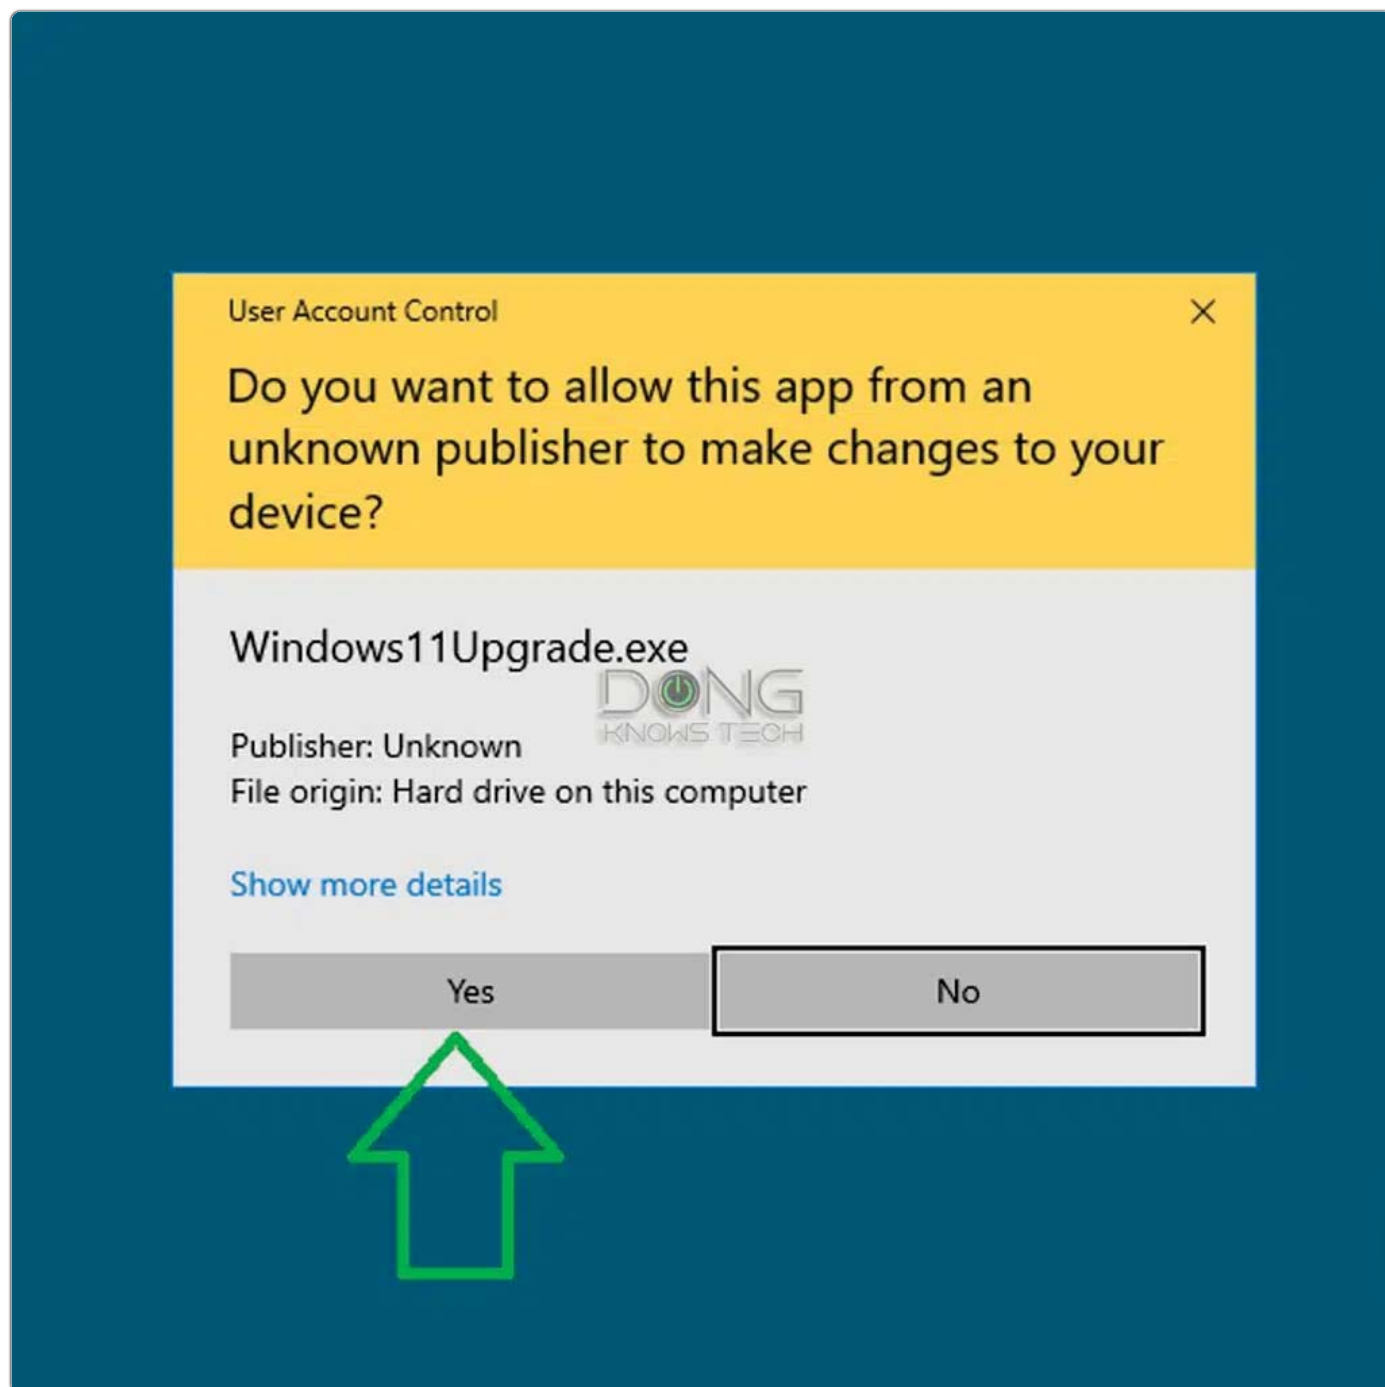 User Account Control
Do you want to allow this app from an
unknown publisher to make changes to your
device?
Windows11Upgrade.exe
DONG
KNOWS TECH
Publisher: Unknown
File origin: Hard drive on this computer
Show more details
Yes
No